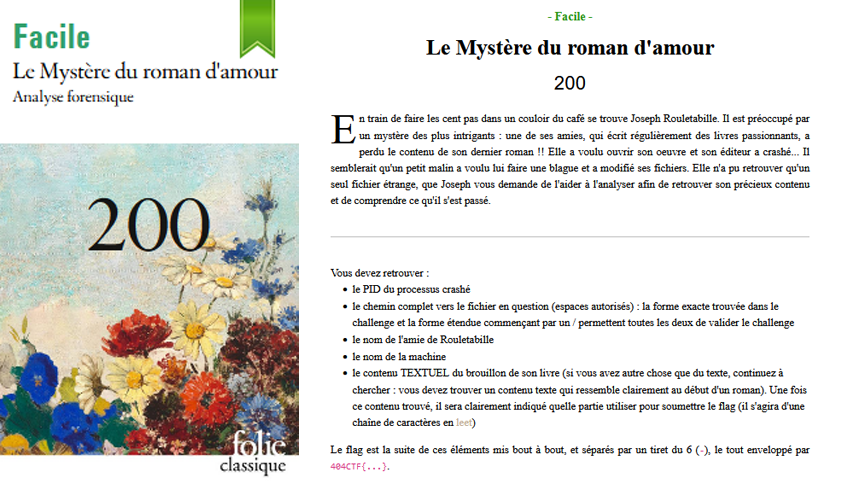 Facile
Le Mystère du roman d'amour
Analyse forensique
200
folio
classique
- Facile -
Le Mystère du roman d'amour
200
En train de faire les cent pas dans un couloir du café se trouve Joseph Rouletabille. Il est préoccupé par
un mystère des plus intrigants : une de ses amies, qui écrit régulièrement des livres passionnants, a
perdu le contenu de son dernier roman !! Elle a voulu ouvrir son oeuvre et son éditeur a crashé... Il
semblerait qu'un petit malin a voulu lui faire une blague et a modifié ses fichiers. Elle n'a pu retrouver qu'un
seul fichier étrange, que Joseph vous demande de l'aider à l'analyser afin de retrouver son précieux contenu
et de comprendre ce qu'il s'est passé.
Vous devez retrouver :
• le PID du processus crashé
• le chemin complet vers le fichier en question (espaces autorisés) : la forme exacte trouvée dans le
challenge et la forme étendue commençant par un / permettent toutes les deux de valider le challenge
• le nom de l'amie de Rouletabille
• le nom de la machine
• le contenu TEXTUEL du brouillon de son livre (si vous avez autre chose que du texte, continuez à
chercher : vous devez trouver un contenu texte qui ressemble clairement au début d'un roman). Une fois
ce contenu trouvé, il sera clairement indiqué quelle partie utiliser pour soumettre le flag (il s'agira d'une
chaîne de caractères en leet)
Le flag est la suite de ces éléments mis bout à bout, et séparés par un tiret du 6 (-), le tout enveloppé par
404CTF{...}.